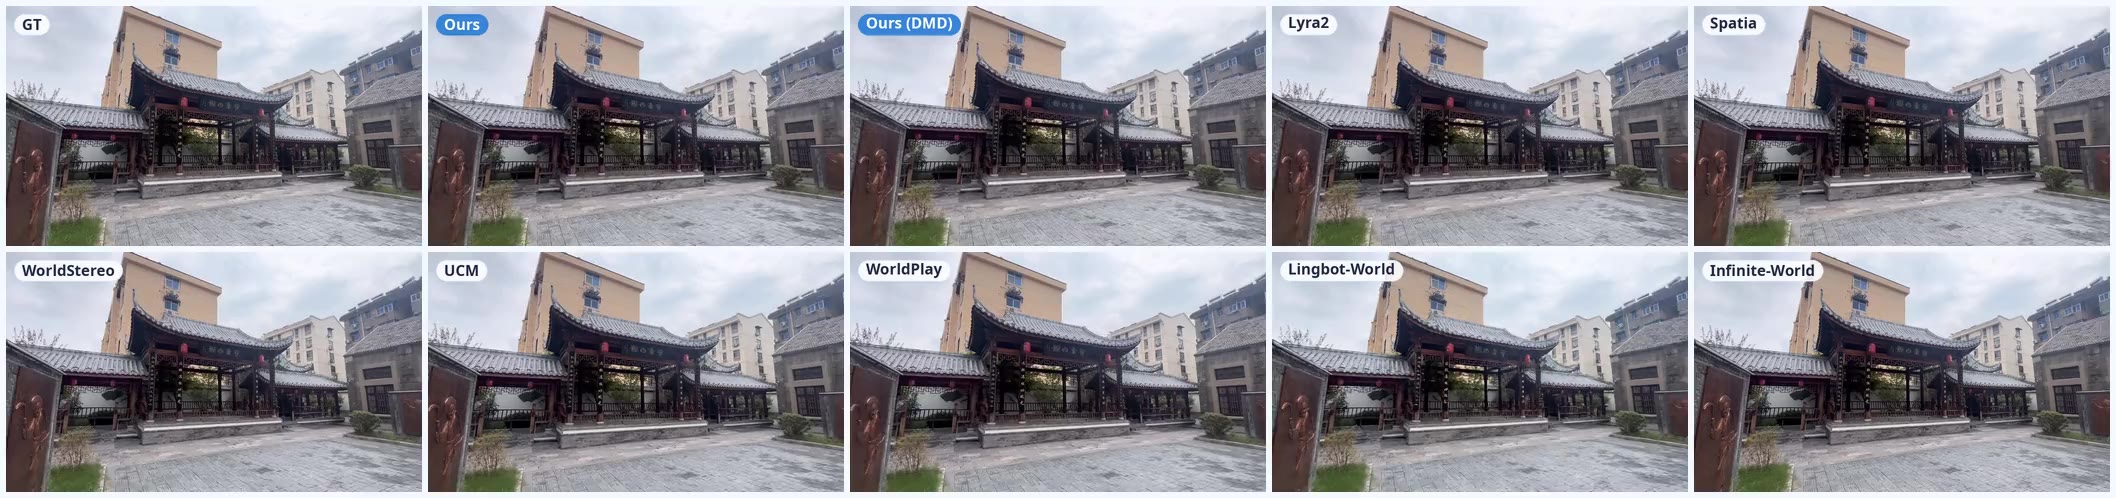 GT
Ours
Ours (DMD)
Lyra2
Spatia
WorldStereo
UCM
WorldPlay
Lingbot-World
Infinite-World